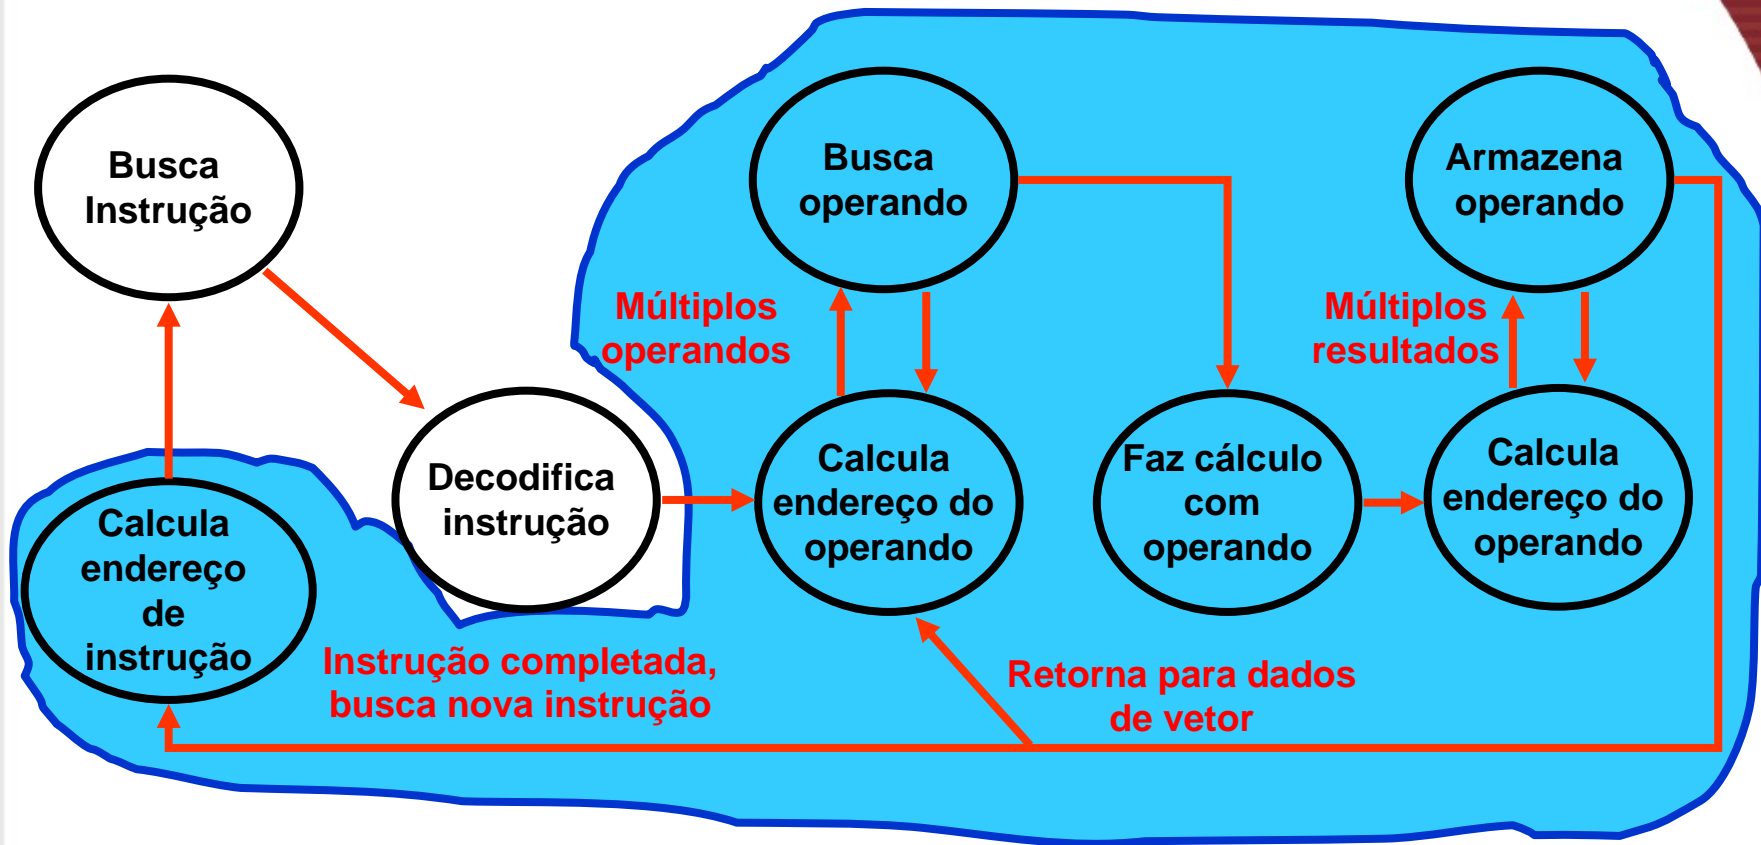 Busca
Instrução
Busca
operando
Armazena
operando
Múltiplos
operandos
Múltiplos
resultados
Decodifica
instrução
Calcula
endereço do
operando
Faz cálculo
com
operando
Calcula
endereço do
operando
Calcula
endereço
de
instrução
Instrução completada,
busca nova instrução
Retorna para dados
de vetor